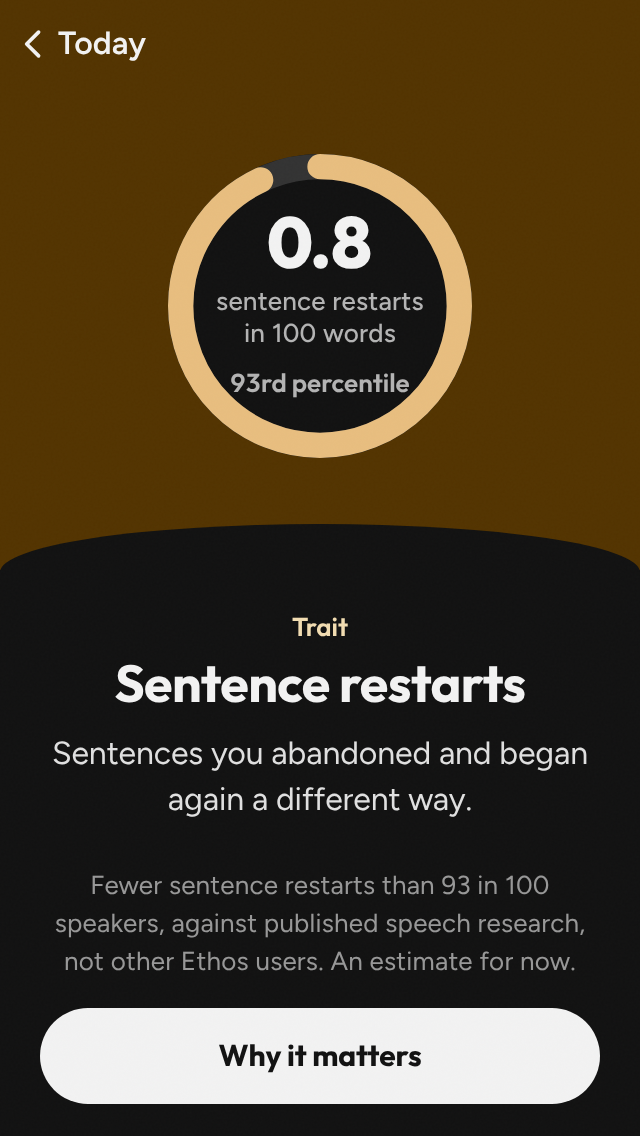 Today
0.8
sentence restarts
in 100 words
93rd percentile
Trait
Sentence restarts
Sentences you abandoned and began
again a different way.
Fewer sentence restarts than 93 in 100
speakers, against published speech research,
not other Ethos users. An estimate for now.
Why it matters